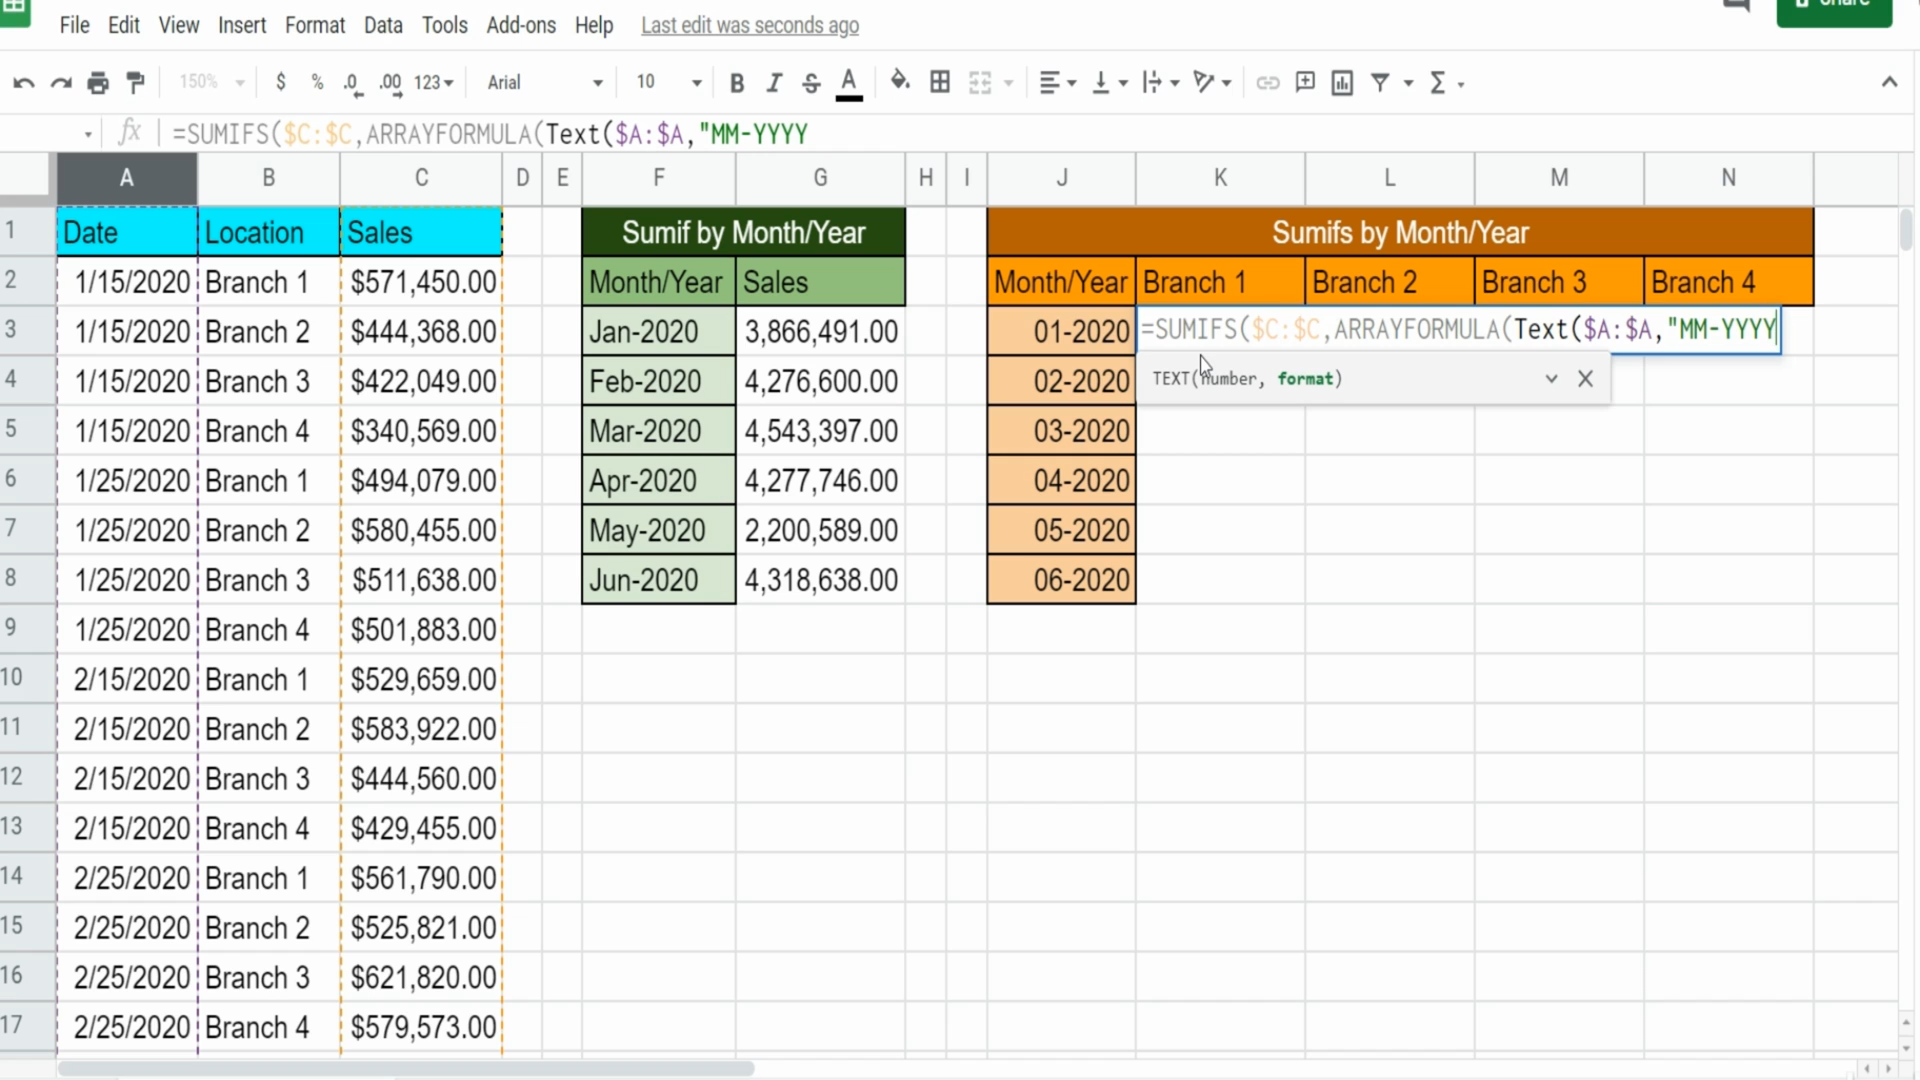 Share
File Edit View Insert Format Data Tools Add-ons Help Last edit was seconds ago
150% $ % .0 .00 123 Arial 10 B I S A
fx =SUMIFS($C:$C,ARRAYFORMULA(Text($A:$A,"MM-YYYY
A B C D E F G H I J K L M N
1 Date Location Sales Sumif by Month/Year Sumifs by Month/Year
2 1/15/2020 Branch 1 $571,450.00 Month/Year Sales Month/Year Branch 1 Branch 2 Branch 3 Branch 4
3 1/15/2020 Branch 2 $444,368.00 Jan-2020 3,866,491.00 01-2020 =SUMIFS($C:$C,ARRAYFORMULA(Text($A:$A,"MM-YYYY
4 1/15/2020 Branch 3 $422,049.00 Feb-2020 4,276,600.00 02-2020 TEXT(number, format)
5 1/15/2020 Branch 4 $340,569.00 Mar-2020 4,543,397.00 03-2020
6 1/25/2020 Branch 1 $494,079.00 Apr-2020 4,277,746.00 04-2020
7 1/25/2020 Branch 2 $580,455.00 May-2020 2,200,589.00 05-2020
8 1/25/2020 Branch 3 $511,638.00 Jun-2020 4,318,638.00 06-2020
9 1/25/2020 Branch 4 $501,883.00
10 2/15/2020 Branch 1 $529,659.00
11 2/15/2020 Branch 2 $583,922.00
12 2/15/2020 Branch 3 $444,560.00
13 2/15/2020 Branch 4 $429,455.00
14 2/25/2020 Branch 1 $561,790.00
15 2/25/2020 Branch 2 $525,821.00
16 2/25/2020 Branch 3 $621,820.00
17 2/25/2020 Branch 4 $579,573.00